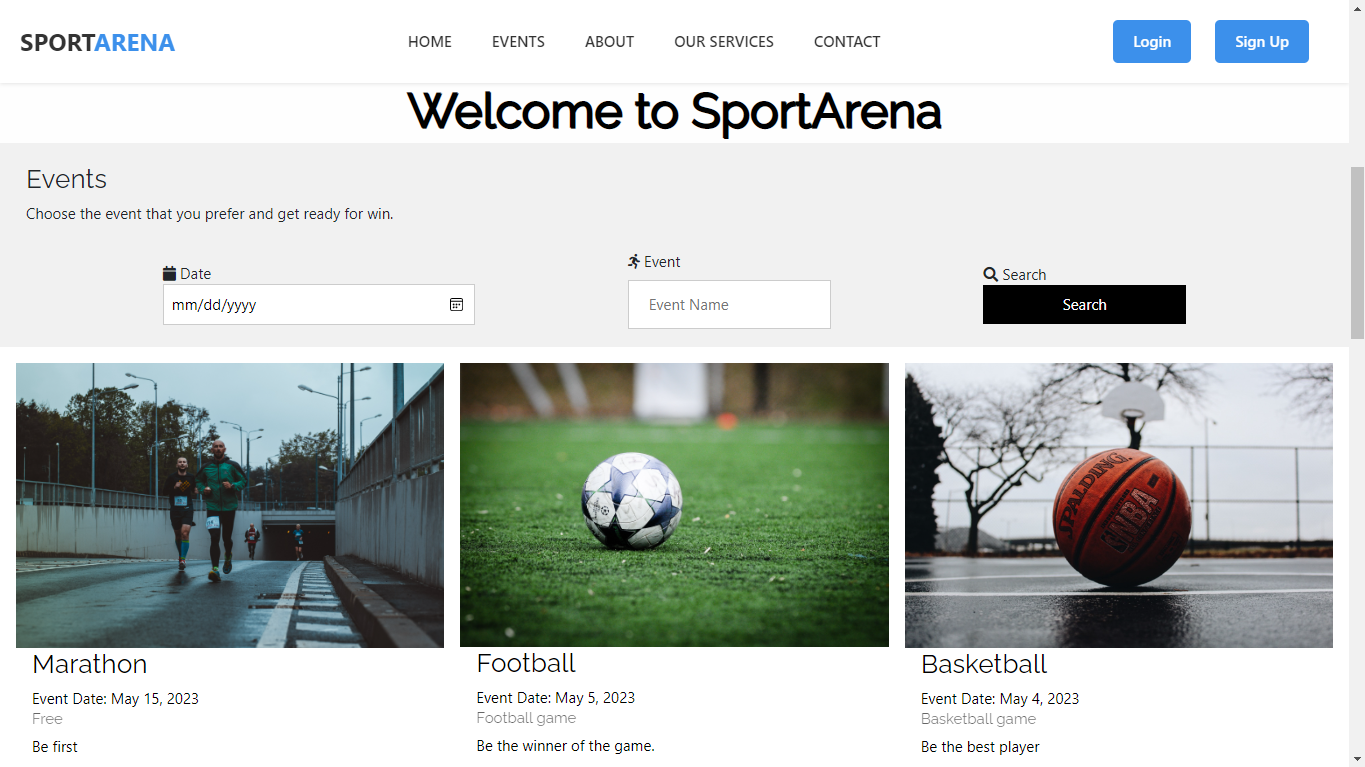 SPORTARENA
HOME EVENTS ABOUT OUR SERVICES CONTACT
Login Sign Up
Welcome to SportArena
Events
Choose the event that you prefer and get ready for win.
Date
mm/dd/yyyy
Event
Event Name
Search
Search
SPALDING
NBA
Marathon
Event Date: May 15, 2023
Free
Be first
Football
Event Date: May 5, 2023
Football game
Be the winner of the game.
Basketball
Event Date: May 4, 2023
Basketball game
Be the best player